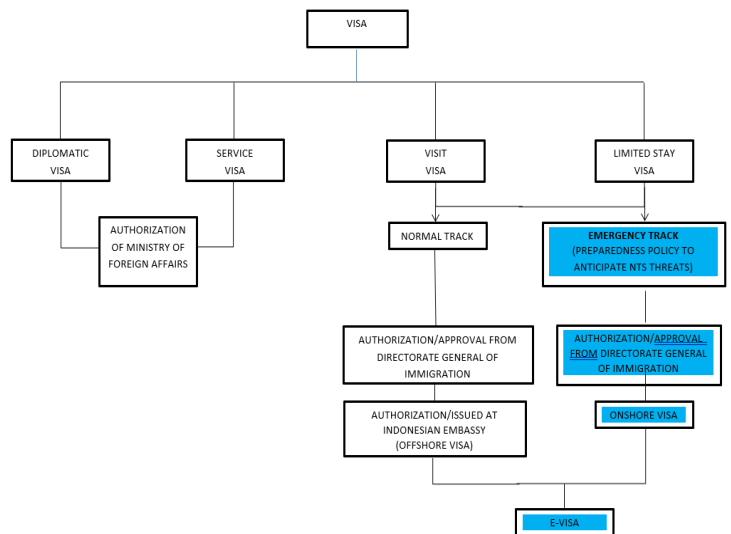 VISA
DIPLOMATIC
VISA
SERVICE
VISA
VISIT
VISA
LIMITED STAY
VISA
AUTHORIZATION
OF MINISTRY OF
FOREIGN AFFAIRS
NORMAL TRACK
EMERGENCY TRACK
(PREPAREDNESS POLICY TO
ANTICIPATE NTS THREATS)
AUTHORIZATION/APPROVAL FROM
DIRECTORATE GENERAL OF
IMMIGRATION
AUTHORIZATION/APPROVAL
FROM DIRECTORATE GENERAL
OF IMMIGRATION
AUTHORIZATION/ISSUED AT
INDONESIAN EMBASSY
(OFFSHORE VISA)
ONSHORE VISA
E-VISA